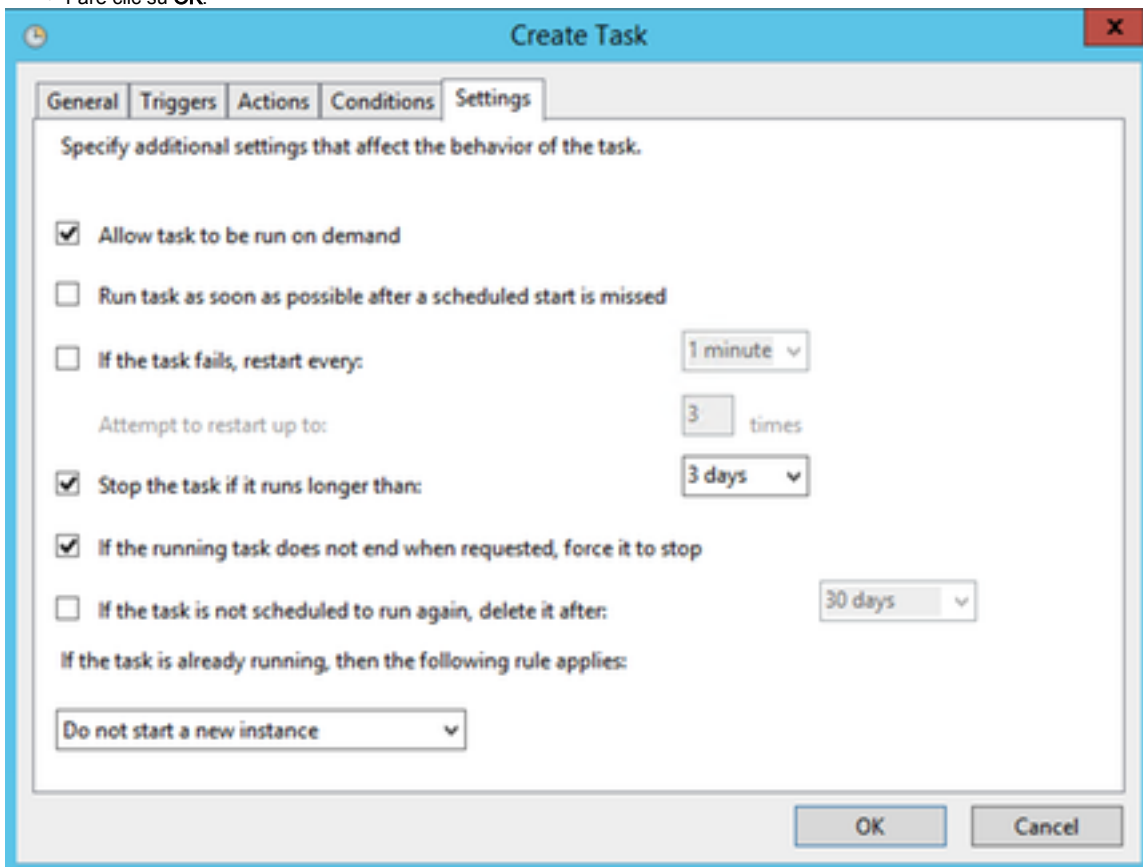 Fare clic su OK.
Create Task
General Triggers Actions Conditions Settings
Specify additional settings that affect the behavior of the task.
Allow task to be run on demand
Run task as soon as possible after a scheduled start is missed
If the task fails, restart every: 1 minute
Attempt to restart up to: 3 times
Stop the task if it runs longer than: 3 days
If the running task does not end when requested, force it to stop
If the task is not scheduled to run again, delete it after: 30 days
If the task is already running, then the following rule applies:
Do not start a new instance
OK Cancel